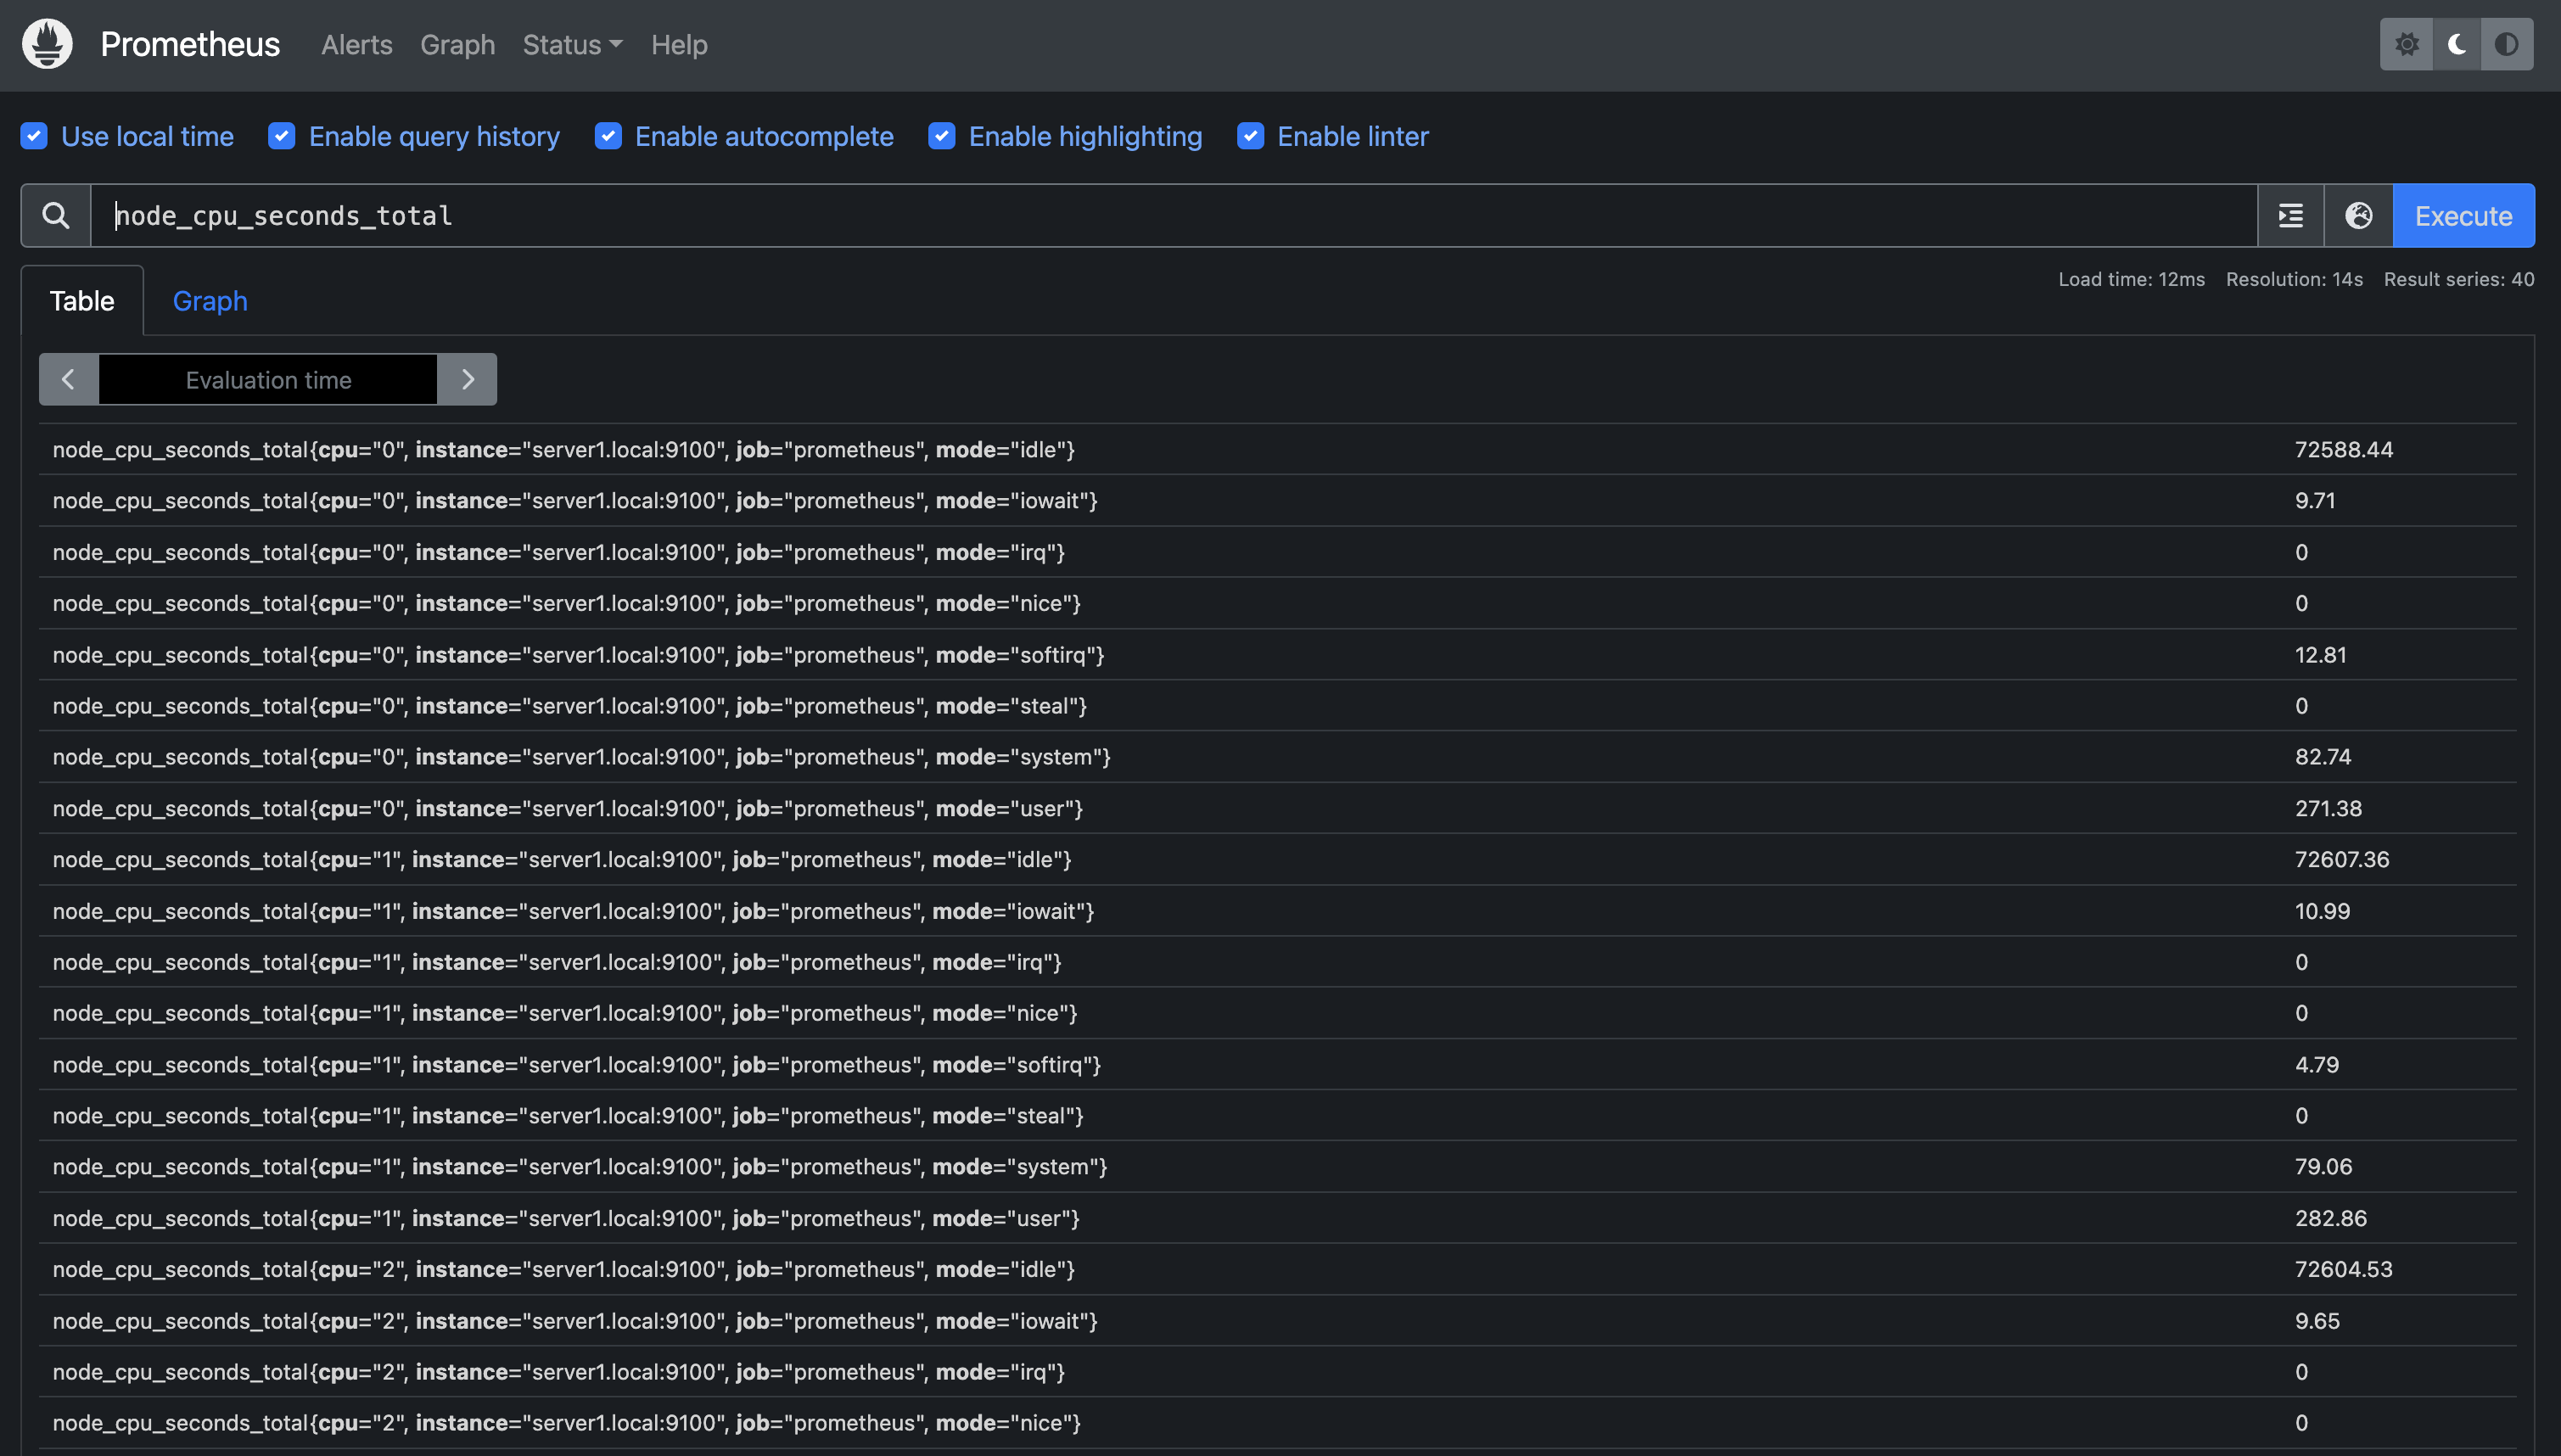 Prometheus Alerts Graph Status Help
Use local time Enable query history Enable autocomplete Enable highlighting Enable linter
node_cpu_seconds_total Execute
Load time: 12ms Resolution: 14s Result series: 40
Table Graph
Evaluation time
node_cpu_seconds_total{cpu="0", instance="server1.local:9100", job="prometheus", mode="idle"} 72588.44
node_cpu_seconds_total{cpu="0", instance="server1.local:9100", job="prometheus", mode="iowait"} 9.71
node_cpu_seconds_total{cpu="0", instance="server1.local:9100", job="prometheus", mode="irq"} 0
node_cpu_seconds_total{cpu="0", instance="server1.local:9100", job="prometheus", mode="nice"} 0
node_cpu_seconds_total{cpu="0", instance="server1.local:9100", job="prometheus", mode="softirq"} 12.81
node_cpu_seconds_total{cpu="0", instance="server1.local:9100", job="prometheus", mode="steal"} 0
node_cpu_seconds_total{cpu="0", instance="server1.local:9100", job="prometheus", mode="system"} 82.74
node_cpu_seconds_total{cpu="0", instance="server1.local:9100", job="prometheus", mode="user"} 271.38
node_cpu_seconds_total{cpu="1", instance="server1.local:9100", job="prometheus", mode="idle"} 72607.36
node_cpu_seconds_total{cpu="1", instance="server1.local:9100", job="prometheus", mode="iowait"} 10.99
node_cpu_seconds_total{cpu="1", instance="server1.local:9100", job="prometheus", mode="irq"} 0
node_cpu_seconds_total{cpu="1", instance="server1.local:9100", job="prometheus", mode="nice"} 0
node_cpu_seconds_total{cpu="1", instance="server1.local:9100", job="prometheus", mode="softirq"} 4.79
node_cpu_seconds_total{cpu="1", instance="server1.local:9100", job="prometheus", mode="steal"} 0
node_cpu_seconds_total{cpu="1", instance="server1.local:9100", job="prometheus", mode="system"} 79.06
node_cpu_seconds_total{cpu="1", instance="server1.local:9100", job="prometheus", mode="user"} 282.86
node_cpu_seconds_total{cpu="2", instance="server1.local:9100", job="prometheus", mode="idle"} 72604.53
node_cpu_seconds_total{cpu="2", instance="server1.local:9100", job="prometheus", mode="iowait"} 9.65
node_cpu_seconds_total{cpu="2", instance="server1.local:9100", job="prometheus", mode="irq"} 0
node_cpu_seconds_total{cpu="2", instance="server1.local:9100", job="prometheus", mode="nice"} 0